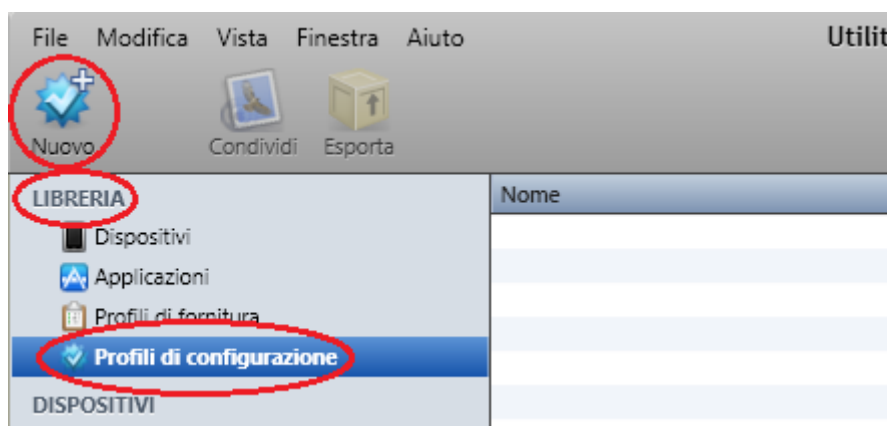 File Modifica Vista Finestra Aiuto
Utilit
Nuovo Condividi Esporta
LIBRERIA
Nome
Dispositivi
Applicazioni
Profili di fornitura
Profili di configurazione
DISPOSITIVI